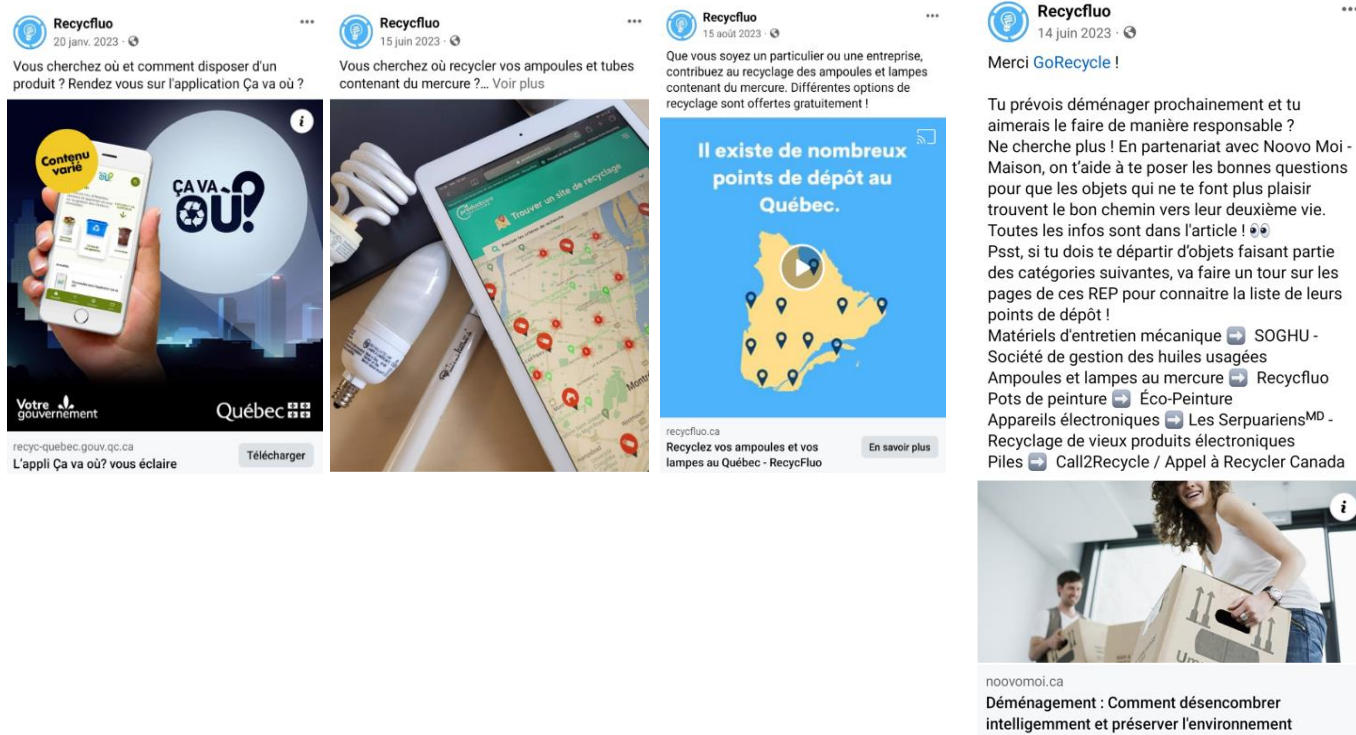 Recycfluo
20 janv. 2023
Vous cherchez où et comment disposer d'un
produit ? Rendez vous sur l'application Ça va où ?
Contenu
varié
ÇA VA
OÙ?
Votre
gouvernement
Québec
recyc-quebec.gouv.qc.ca
L'appli Ça va où? vous éclaire
Télécharger
Recycfluo
15 juin 2023
Vous cherchez où recycler vos ampoules et tubes
contenant du mercure ?... Voir plus
Trouver un site de recyclage
Recycfluo
15 août 2023
Que vous soyez un particulier ou une entreprise,
contribuez au recyclage des ampoules et lampes
contenant du mercure. Différentes options de
recyclage sont offertes gratuitement !
Il existe de nombreux
points de dépôt au
Québec.
recycfluo.ca
Recyclez vos ampoules et vos
lampes au Québec - RecycFluo
En savoir plus
Recycfluo
14 juin 2023
Merci GoRecycle !
Tu prévois déménager prochainement et tu
aimerais le faire de manière responsable ?
Ne cherche plus ! En partenariat avec Noovo Moi -
Maison, on t'aide à te poser les bonnes questions
pour que les objets qui ne te font plus plaisir
trouvent le bon chemin vers leur deuxième vie.
Toutes les infos sont dans l'article ! 👀
Psst, si tu dois te départir d'objets faisant partie
des catégories suivantes, va faire un tour sur les
pages de ces REP pour connaitre la liste de leurs
points de dépôt !
Matériels d'entretien mécanique ➡️ SOGHU -
Société de gestion des huiles usagées
Ampoules et lampes au mercure ➡️ Recycfluo
Pots de peinture ➡️ Éco-Peinture
Appareils électroniques ➡️ Les Serpuariensᴹᴰ -
Recyclage de vieux produits électroniques
Piles ➡️ Call2Recycle / Appel à Recycler Canada
noovomoi.ca
Déménagement : Comment désencombrer
intelligemment et préserver l'environnement